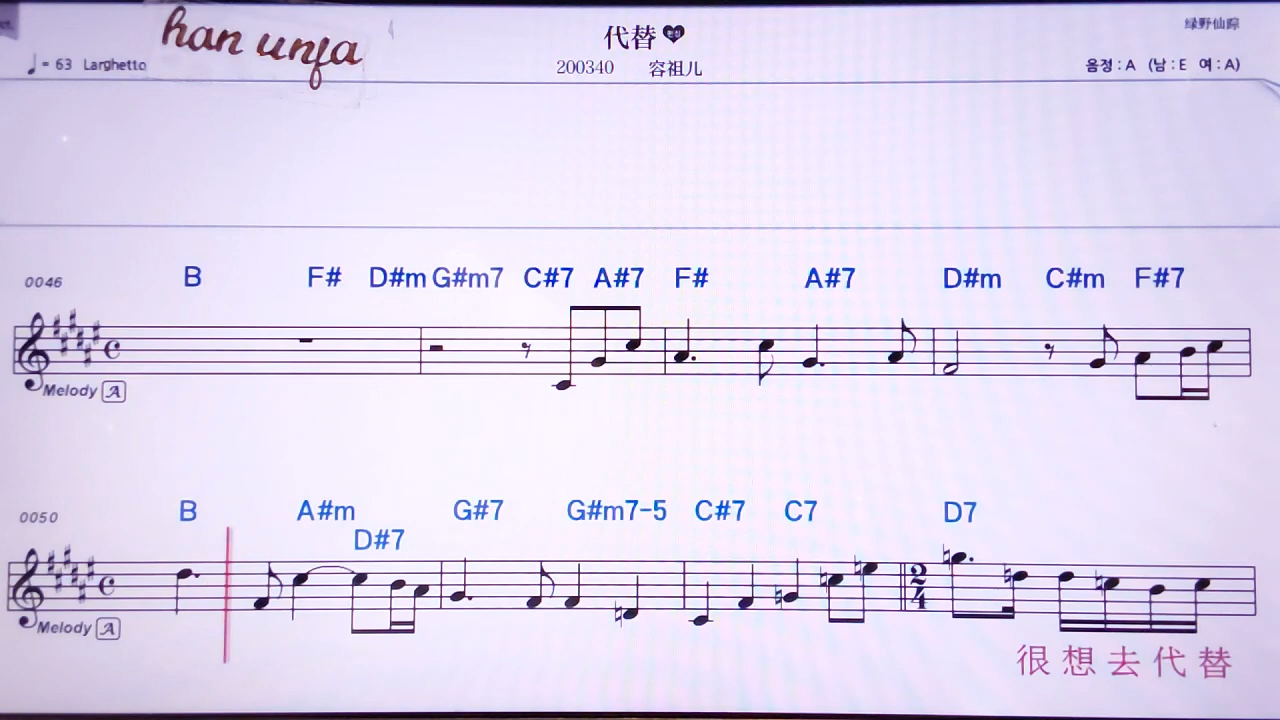 han unja
代替
绿野仙踪
♩= 63 Larghetto
200340 容祖儿
음정 : A (남 : E 여 : A)
0046 B F# D#m G#m7 C#7 A#7 F# A#7 D#m C#m F#7
Melody A
0050 B A#m G#7 G#m7-5 C#7 C7 D7
D#7
2
4
Melody A
很想去代替